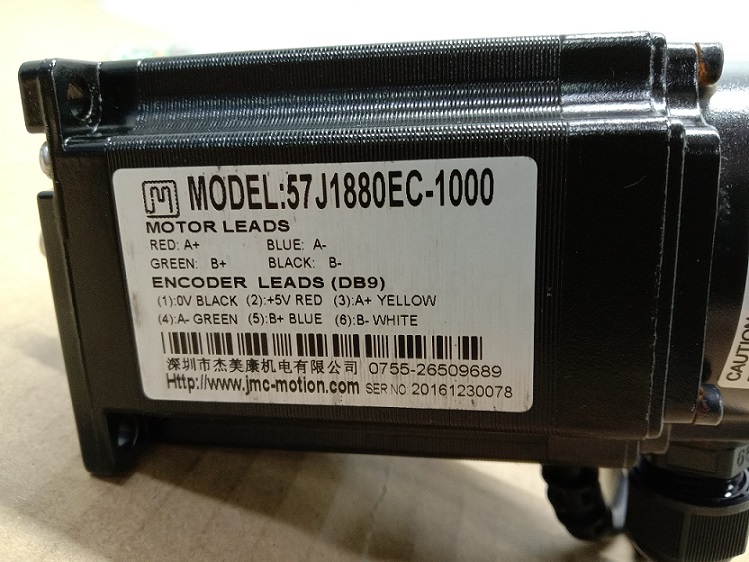 MODEL:57J1880EC-1000
MOTOR LEADS
RED: A+ BLUE: A-
GREEN: B+ BLACK: B-
ENCODER LEADS (DB9)
(1):0V BLACK (2):+5V RED (3):A+ YELLOW
(4):A- GREEN (5):B+ BLUE (6):B- WHITE
深圳市杰美康机电有限公司 0755-26509689
Http://www.jmc-motion.com SER NO 20161230078
CAUTION